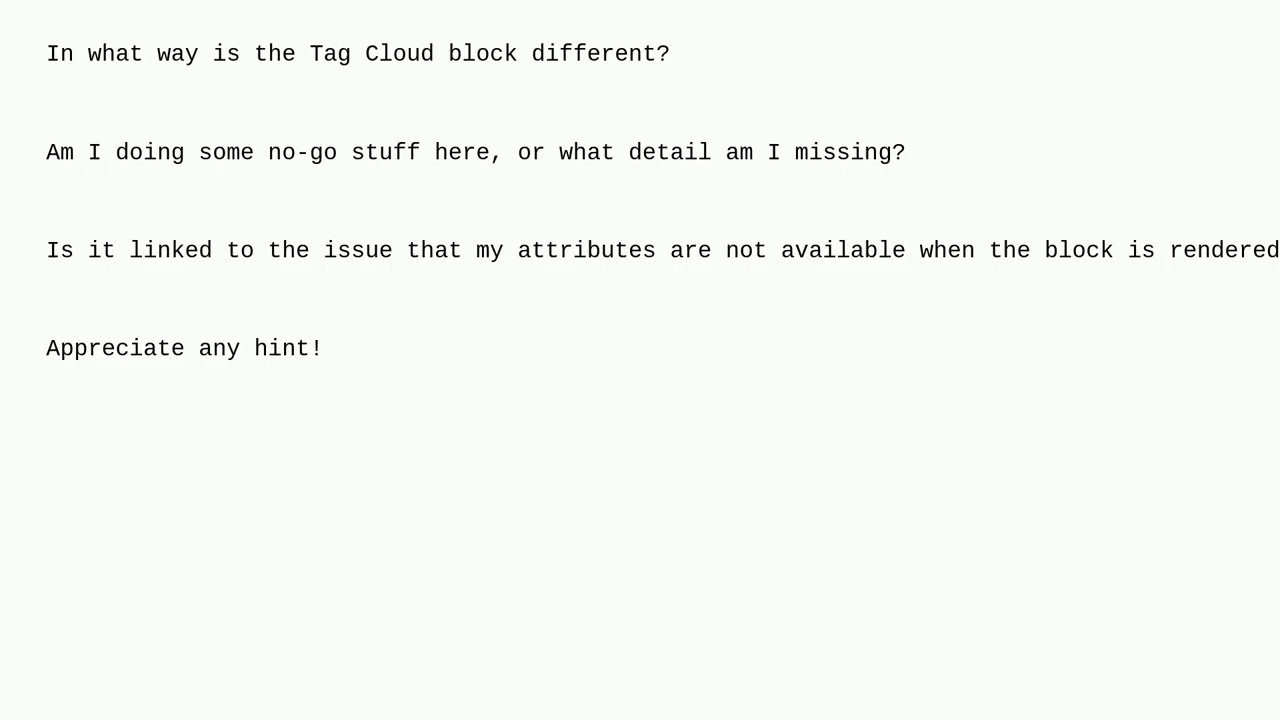 In what way is the Tag Cloud block different?
Am I doing some no-go stuff here, or what detail am I missing?
Is it linked to the issue that my attributes are not available when the block is rendered
Appreciate any hint!